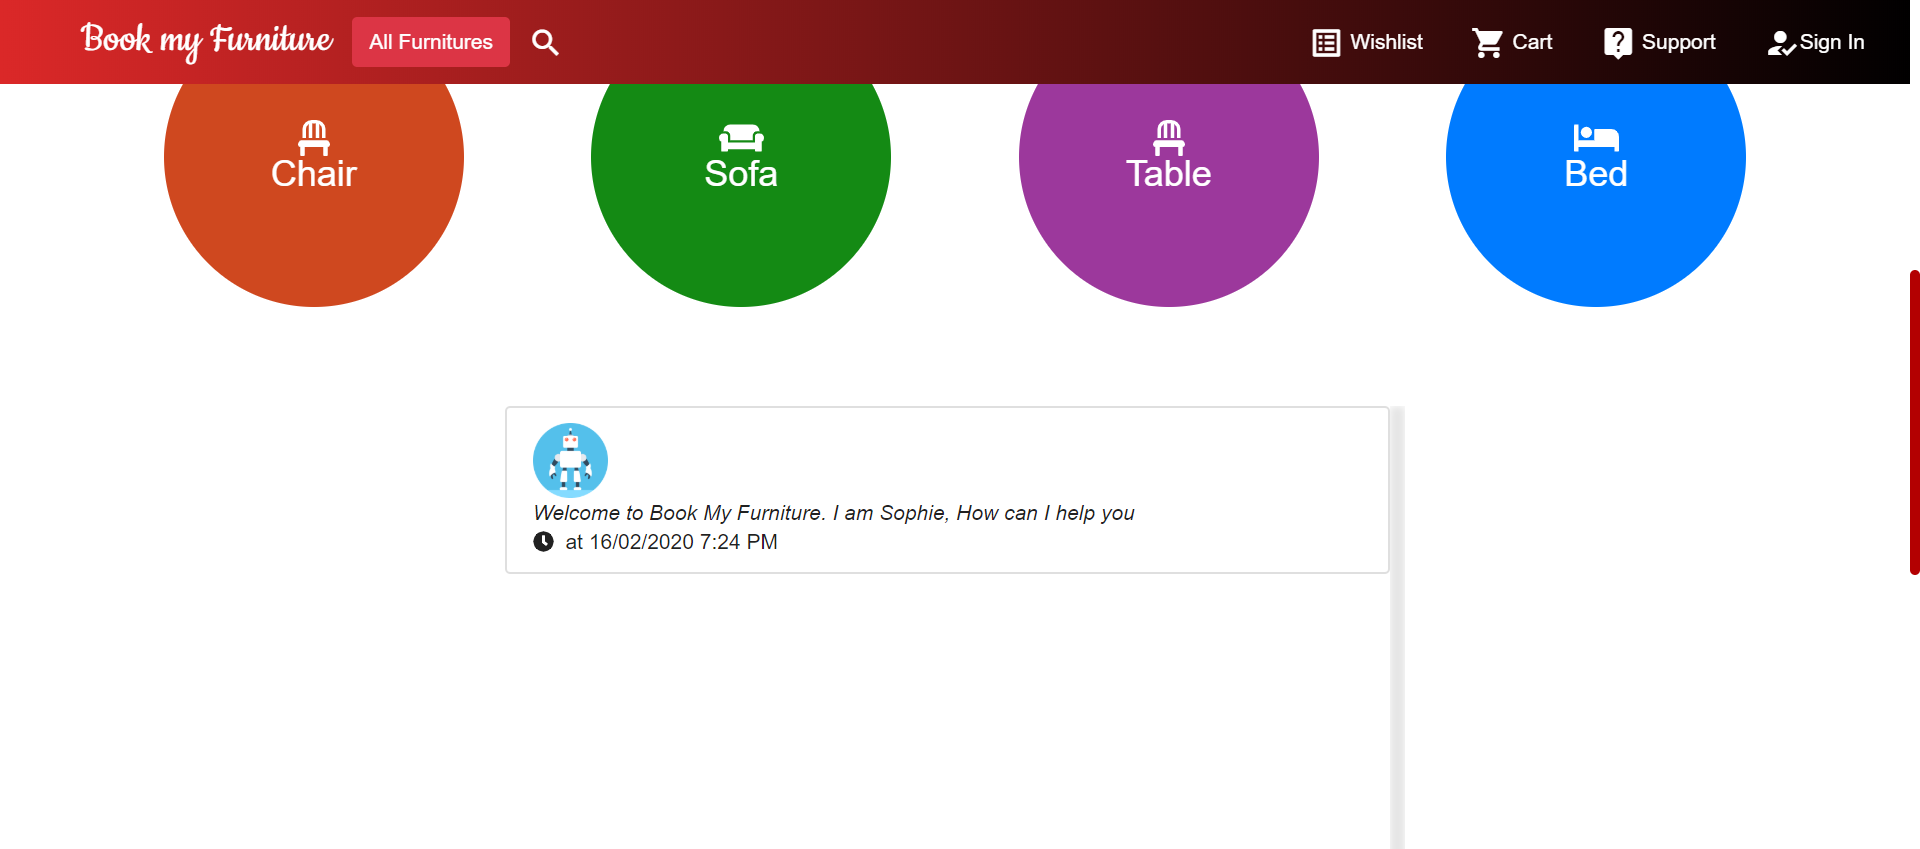 Book my Furniture All Furnitures Wishlist Cart Support Sign In
Chair Sofa Table Bed
Welcome to Book My Furniture. I am Sophie, How can I help you
at 16/02/2020 7:24 PM